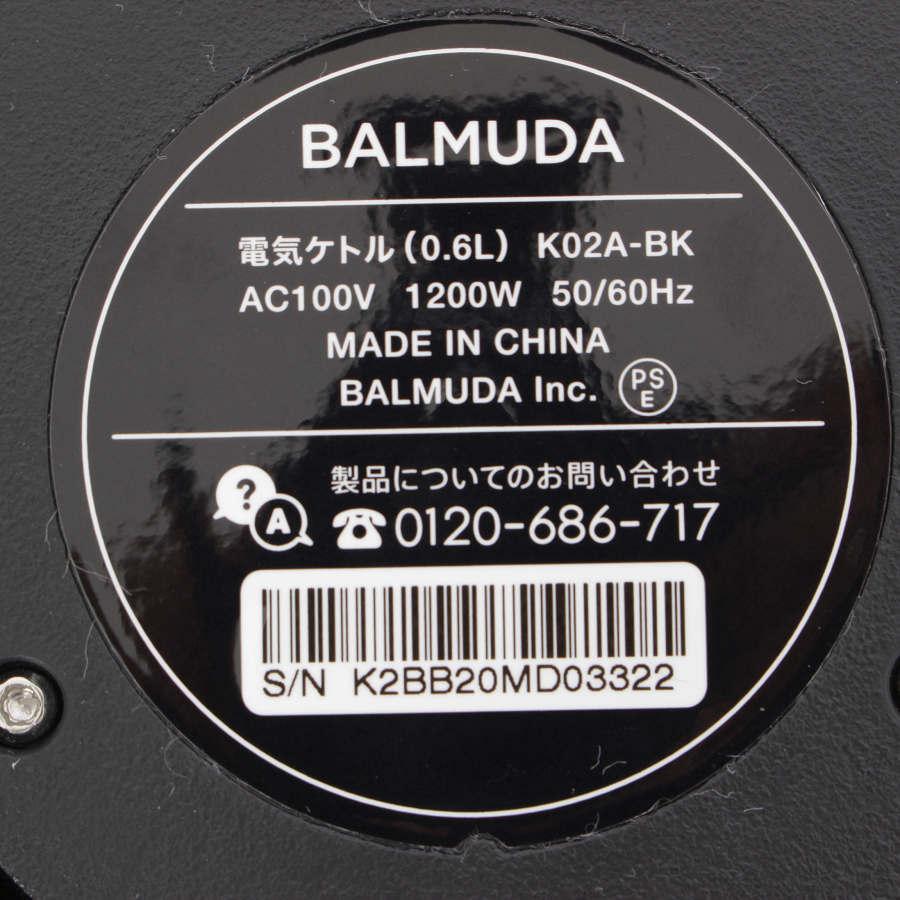 BALMUDA
電気ケトル（0.6L） K02A-BK
AC100V 1200W 50/60Hz
MADE IN CHINA
BALMUDA Inc. PSE
製品についてのお問い合わせ
? A 0120-686-717
S/N K2BB20MD03322